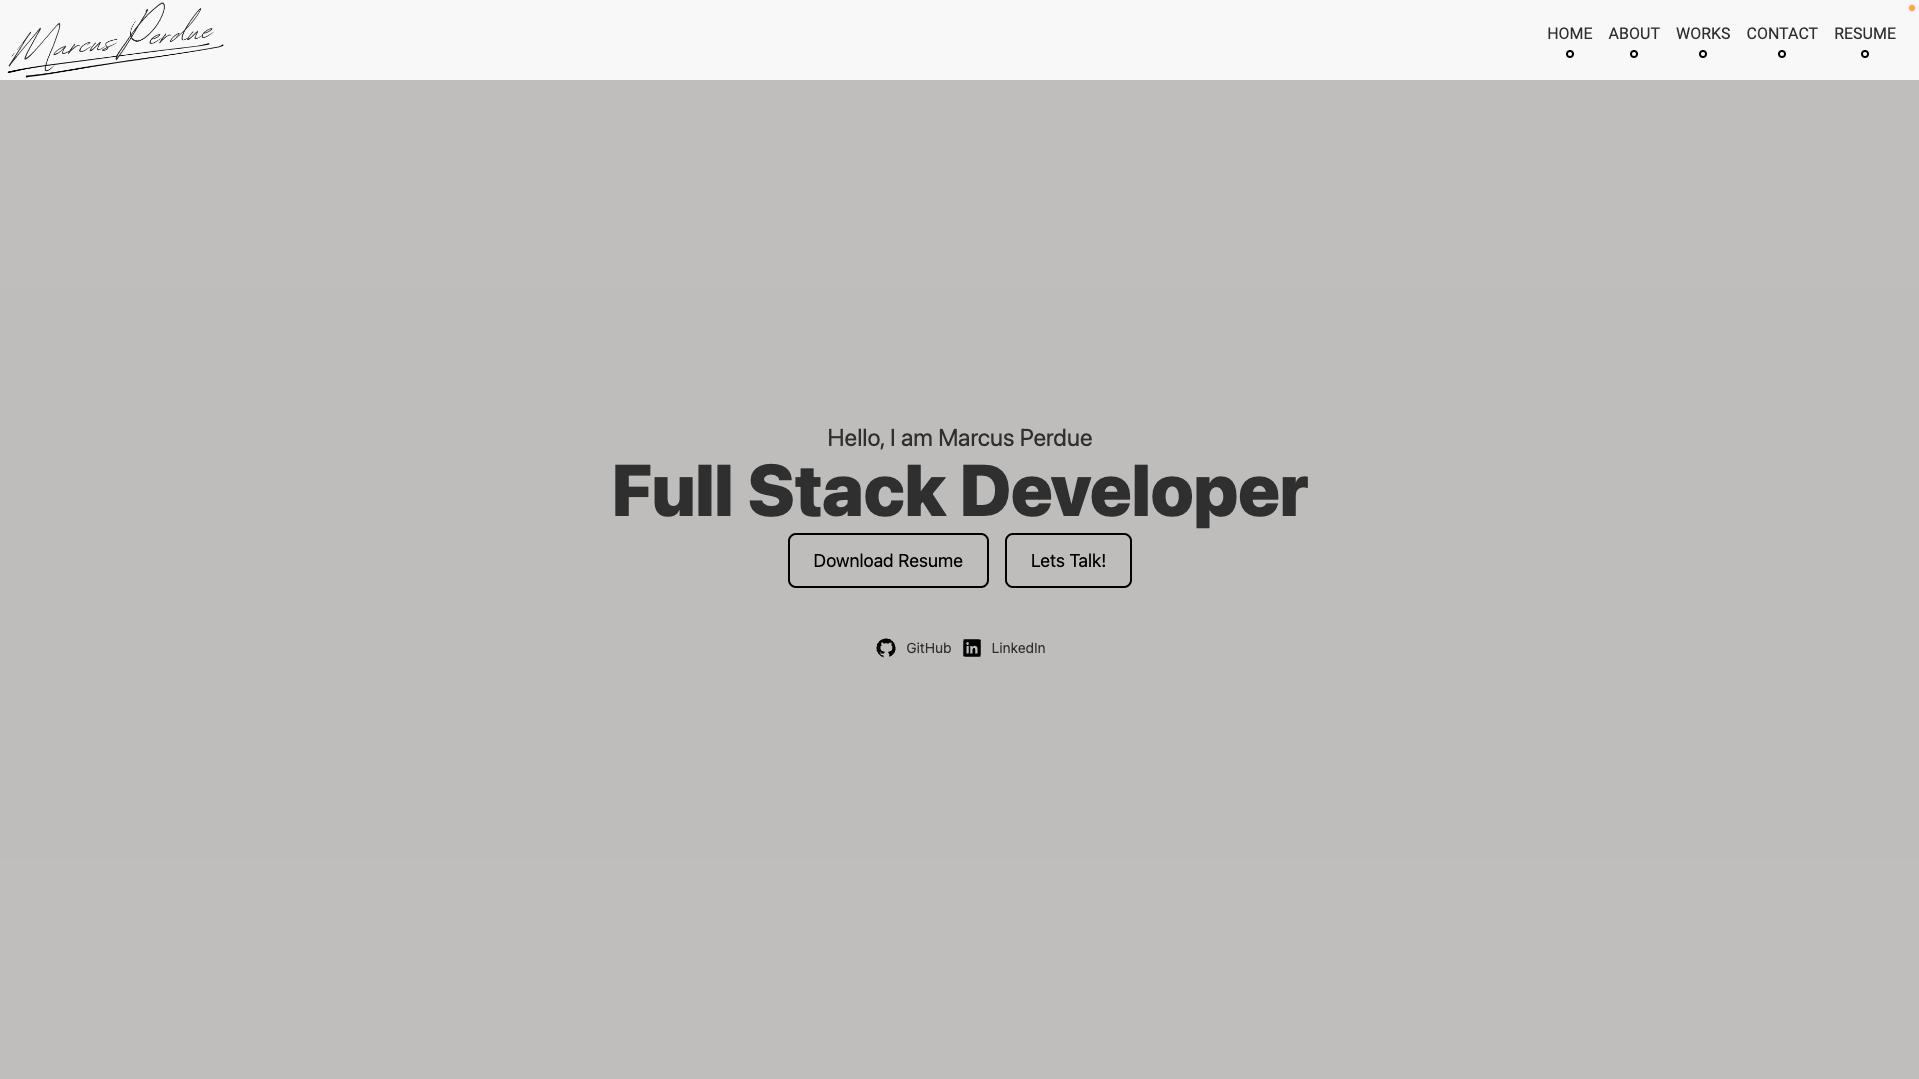 Marcus Perdue
HOME ABOUT WORKS CONTACT RESUME
Hello, I am Marcus Perdue
Full Stack Developer
Download Resume Lets Talk!
GitHub LinkedIn